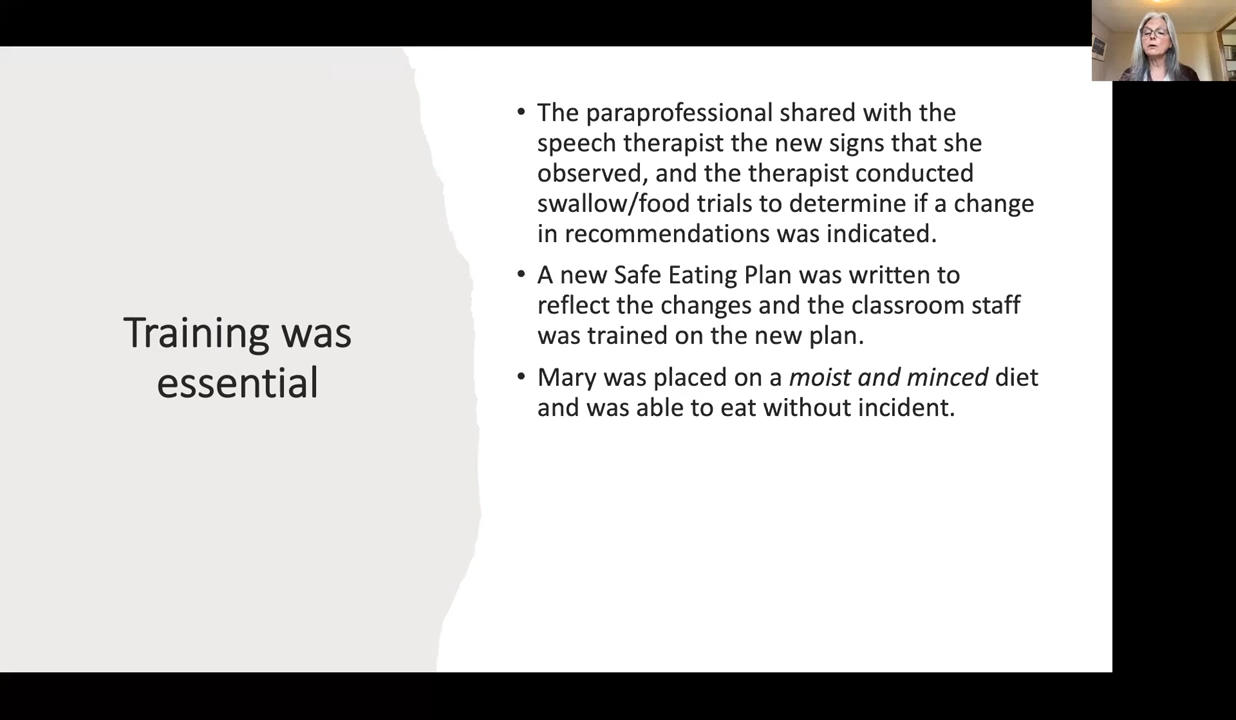 Training was
essential
• The paraprofessional shared with the
speech therapist the new signs that she
observed, and the therapist conducted
swallow/food trials to determine if a change
in recommendations was indicated.
• A new Safe Eating Plan was written to
reflect the changes and the classroom staff
was trained on the new plan.
• Mary was placed on a moist and minced diet
and was able to eat without incident.